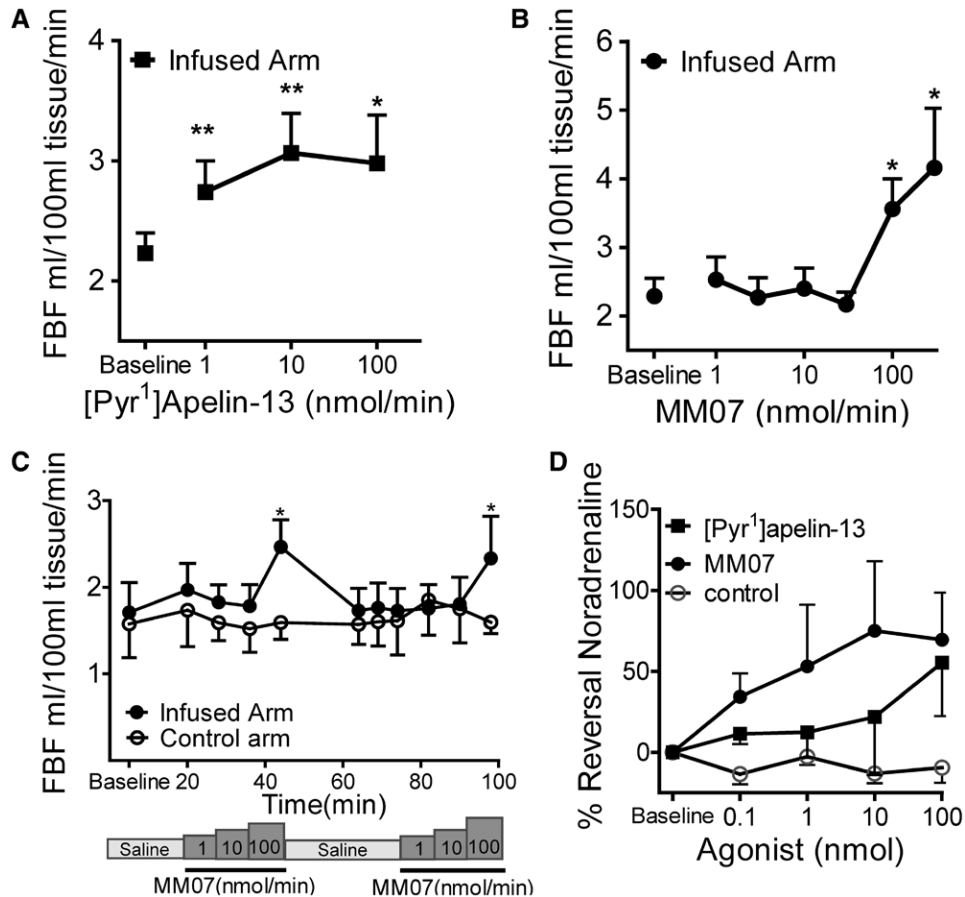 A
FBF ml/100ml tissue/min
4
3
2
Infused Arm
**
**
*
Baseline 1 10 100
[Pyr1]Apelin-13 (nmol/min)
B
FBF ml/100ml tissue/min
6
5
4
3
2
Infused Arm
*
*
Baseline 1 10 100
MM07 (nmol/min)
C
FBF ml/100ml tissue/min
3
2
1
*
*
Infused Arm
Control arm
Baseline 20 40 60 80 100
Time(min)
Saline 1 10 100 Saline 1 10 100
MM07(nmol/min) MM07(nmol/min)
D
% Reversal Noradrenaline
150
100
50
0
[Pyr1]apelin-13
MM07
control
Baseline 0.1 1 10 100
Agonist (nmol)